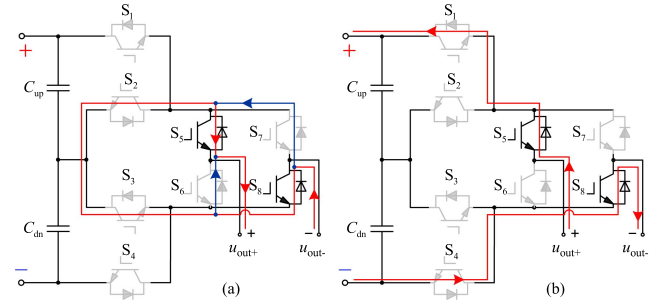 S1
+
Cup
S2
S5
S7
S3
S6
S8
Cdn
S4
+
−
uout+
uout-
−
(a)
S1
+
Cup
S2
S5
S7
S3
S6
S8
Cdn
S4
+
−
uout+
uout-
−
(b)